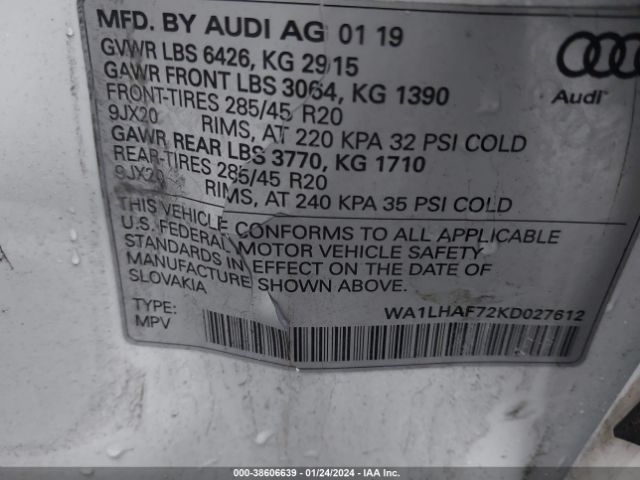 MFD. BY AUDI AG 01 19
GVWR LBS 6426, KG 2915
GAWR FRONT LBS 3064, KG 1390
FRONT-TIRES 285/45 R20
9JX20 RIMS, AT 220 KPA 32 PSI COLD
GAWR REAR LBS 3770, KG 1710
REAR-TIRES 285/45 R20
9JX20 RIMS, AT 240 KPA 35 PSI COLD
THIS VEHICLE CONFORMS TO ALL APPLICABLE
U.S. FEDERAL MOTOR VEHICLE SAFETY
STANDARDS IN EFFECT ON THE DATE OF
MANUFACTURE SHOWN ABOVE.
SLOVAKIA
TYPE:
MPV
WA1LHAF72KD027612
Audi
000-38606639 - 01/24/2024 - IAA Inc.